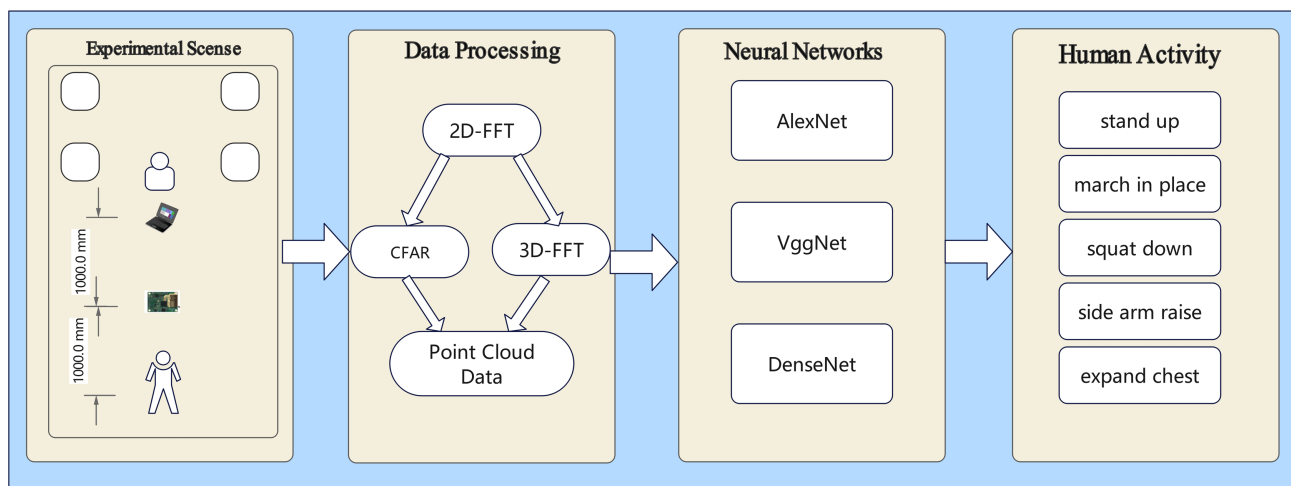 Experimental Scense
1000.0 mm
1000.0 mm
Data Processing
2D-FFT
CFAR
3D-FFT
Point Cloud
Data
Neural Networks
AlexNet
VggNet
DenseNet
Human Activity
stand up
march in place
squat down
side arm raise
expand chest